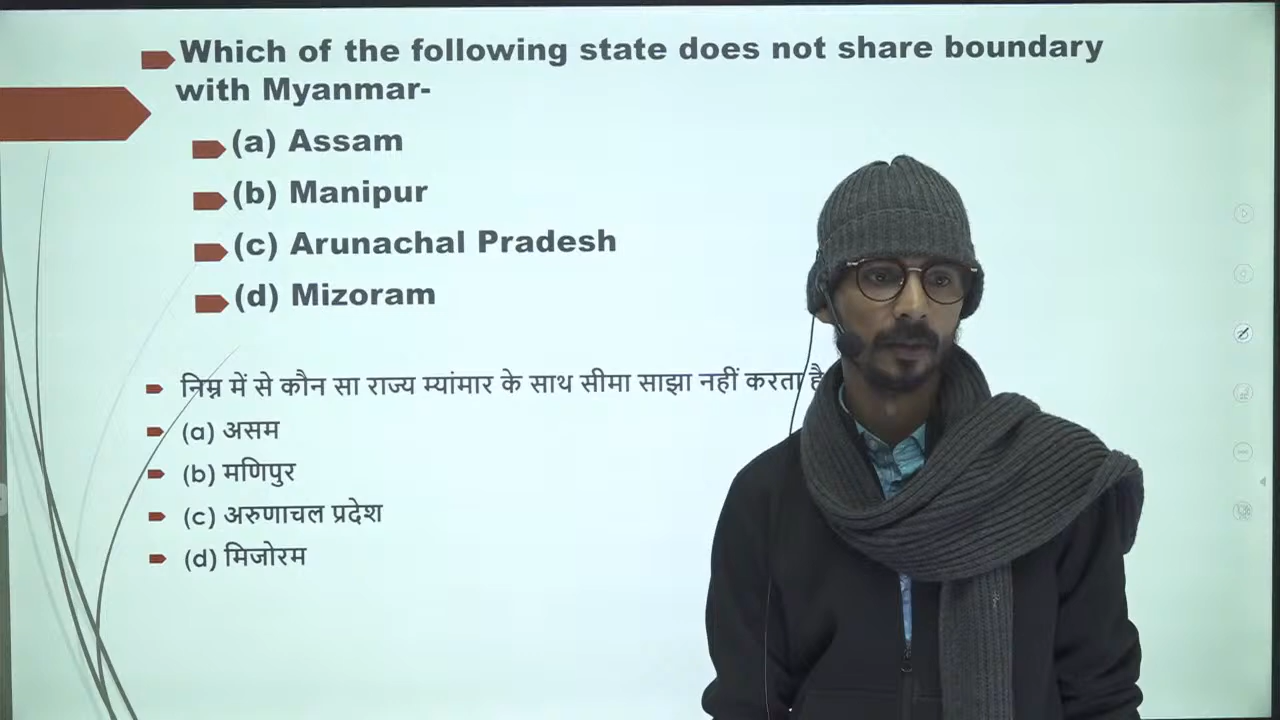 Which of the following state does not share boundary
with Myanmar-
(a) Assam
(b) Manipur
(c) Arunachal Pradesh
(d) Mizoram
निम्न में से कौन सा राज्य म्यांमार के साथ सीमा साझा नहीं करता है
(a) असम
(b) मणिपुर
(c) अरुणाचल प्रदेश
(d) मिजोरम